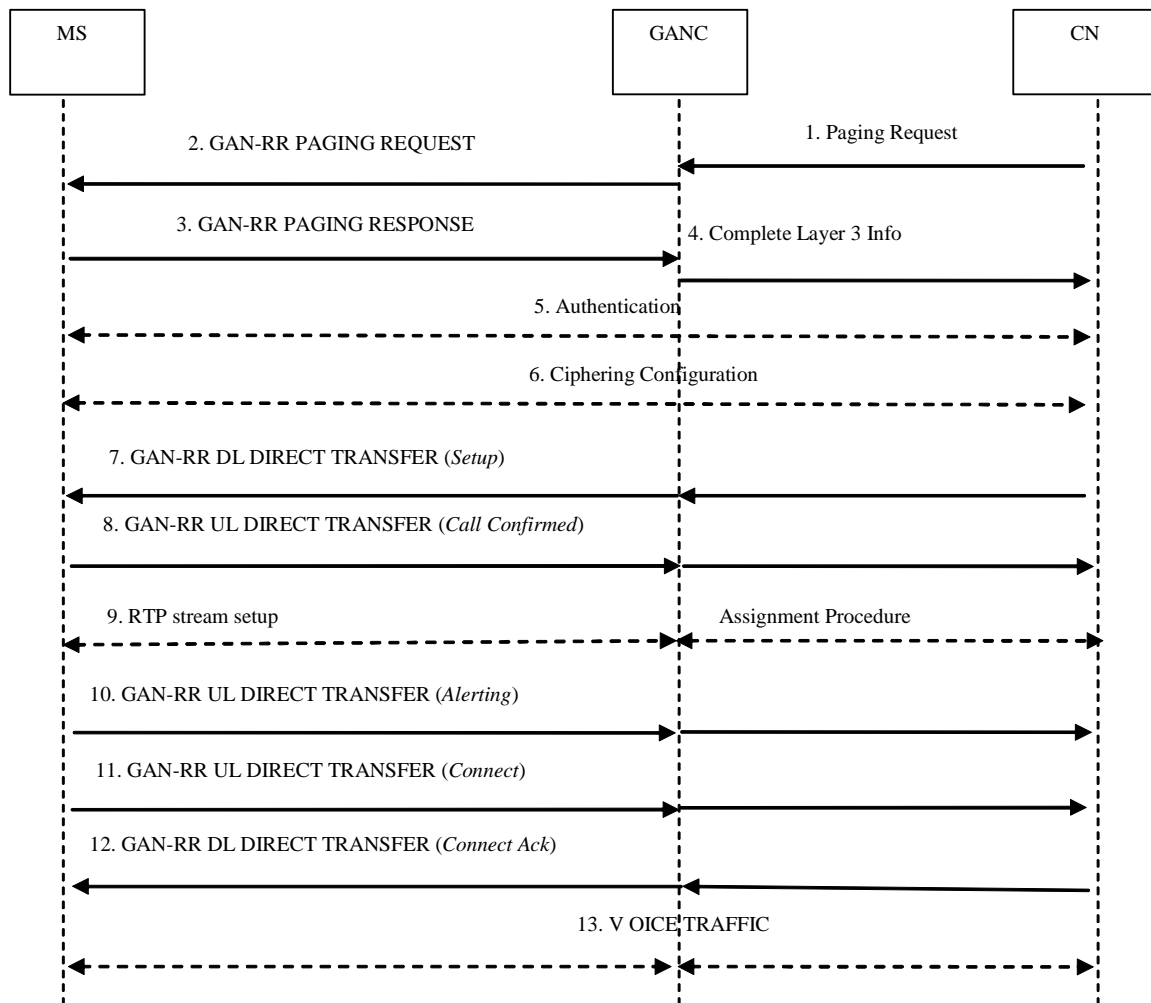 MS
GANC
CN
1. Paging Request
2. GAN-RR PAGING REQUEST
3. GAN-RR PAGING RESPONSE
4. Complete Layer 3 Info
5. Authentication
6. Ciphering Configuration
7. GAN-RR DL DIRECT TRANSFER (Setup)
8. GAN-RR UL DIRECT TRANSFER (Call Confirmed)
9. RTP stream setup
Assignment Procedure
10. GAN-RR UL DIRECT TRANSFER (Alerting)
11. GAN-RR UL DIRECT TRANSFER (Connect)
12. GAN-RR DL DIRECT TRANSFER (Connect Ack)
13. V OICE TRAFFIC